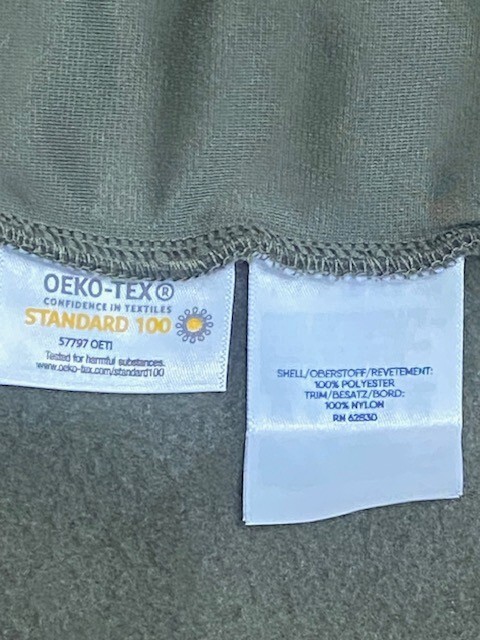 OEKO-TEX®
CONFIDENCE IN TEXTILES
STANDARD 100
57797 OETI
Tested for harmful substances.
www.oeko-tex.com/standard100
SHELL/OBERSTOFF/REVETEMENT:
100% POLYESTER
TRIM/BESATZ/BORD:
100% NYLON
RN 62830